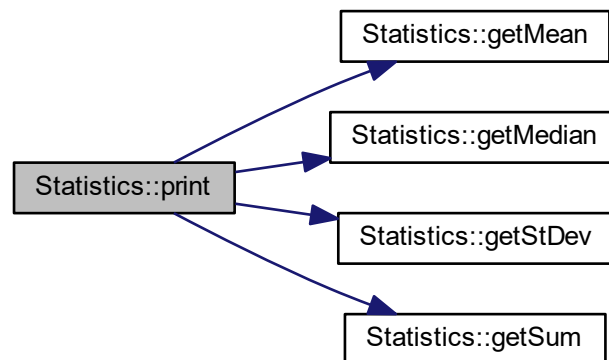 Statistics::getMean
Statistics::getMedian
Statistics::print
Statistics::getStDev
Statistics::getSum